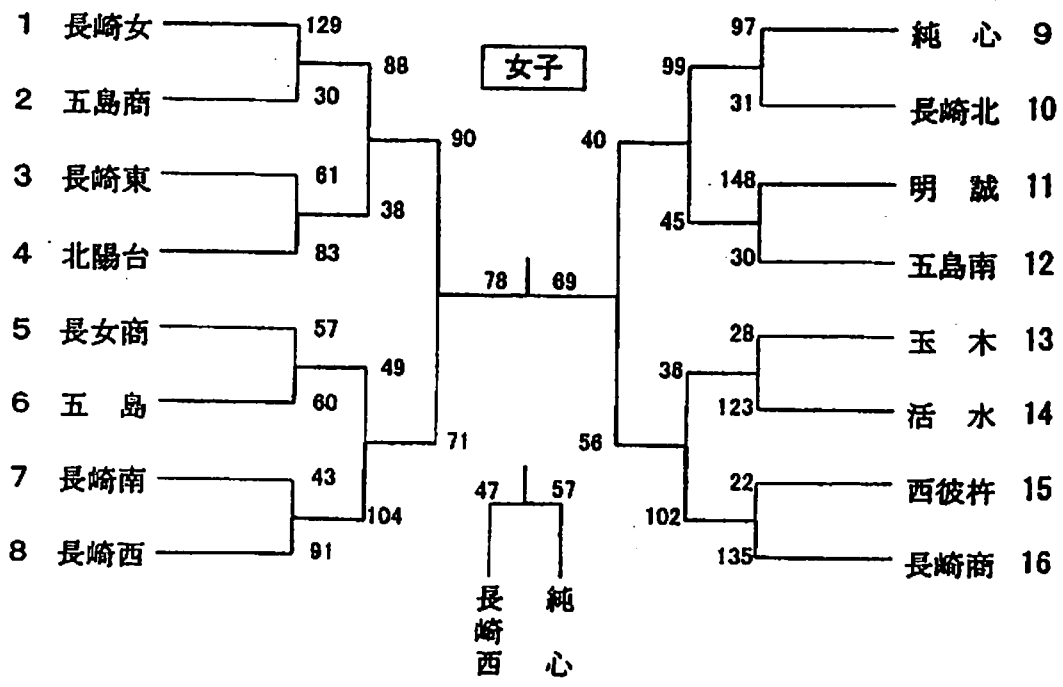 女子
1 長崎女 129
2 五島商 30
88
3 長崎東 61
4 北陽台 83
38
90
5 長女商 57
6 五島 60
49
7 長崎南 43
8 長崎西 91
104
71
78 69
純心 9 97
長崎北 10 31
99
明誠 11 148
五島南 12 30
45
40
玉木 13 28
活水 14 123
38
西彼杵 15 22
長崎商 16 135
102
56
47 57
長崎西
純心